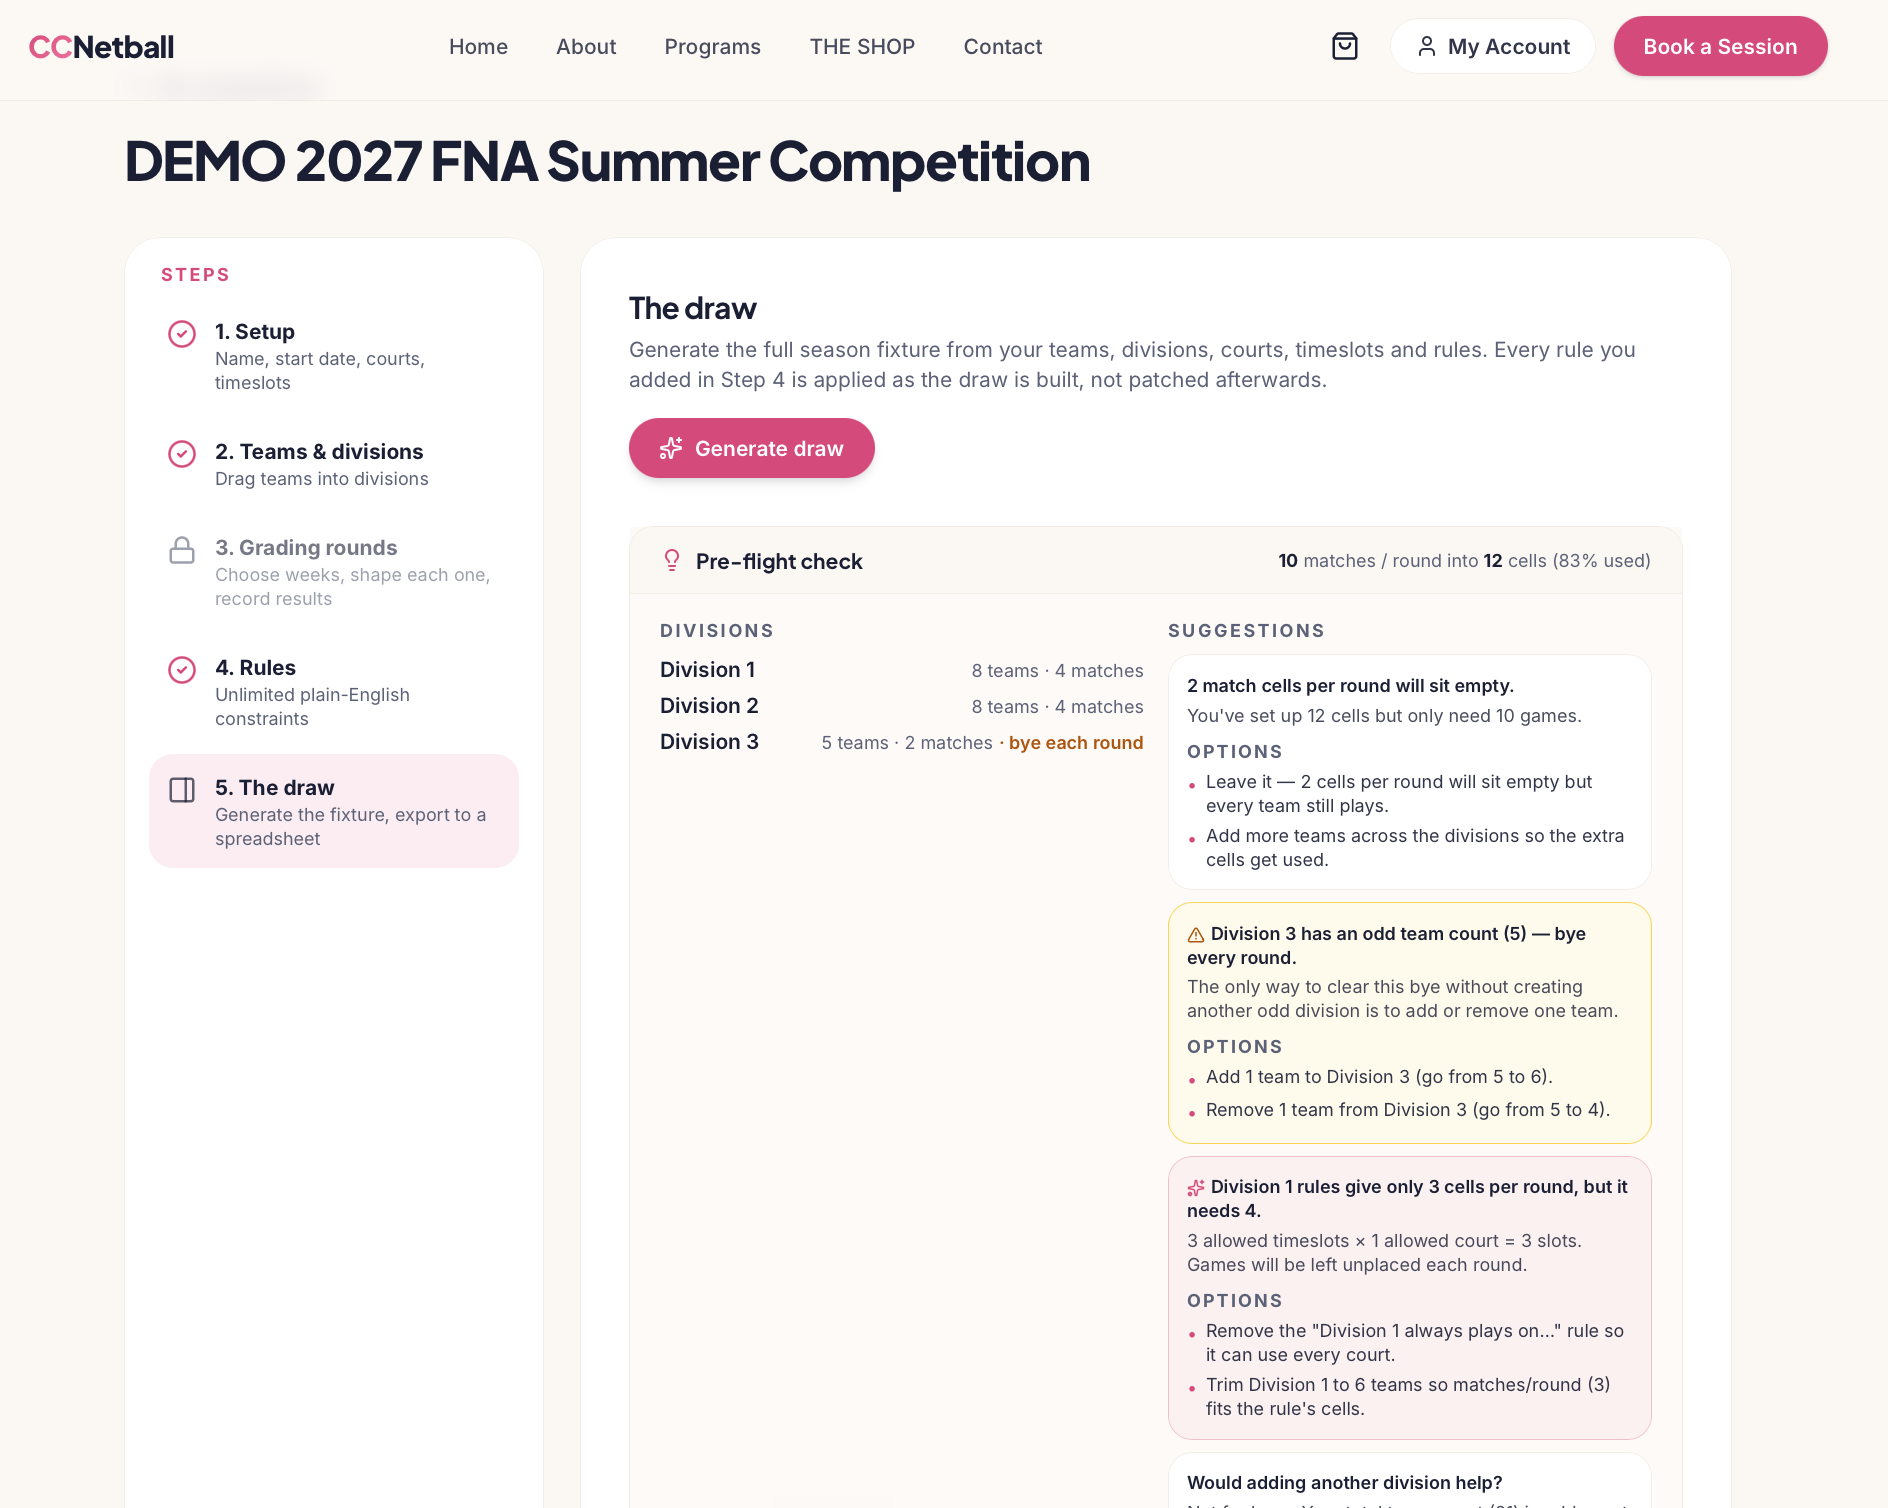 CCNetball
Home
About
Programs
THE SHOP
Contact
My Account
Book a Session
DEMO 2027 FNA Summer Competition
STEPS
1. Setup
Name, start date, courts,
timeslots
2. Teams & divisions
Drag teams into divisions
3. Grading rounds
Choose weeks, shape each one,
record results
4. Rules
Unlimited plain-English
constraints
5. The draw
Generate the fixture, export to a
spreadsheet
The draw
Generate the full season fixture from your teams, divisions, courts, timeslots and rules. Every rule you
added in Step 4 is applied as the draw is built, not patched afterwards.
Generate draw
Pre-flight check
10 matches / round into 12 cells (83% used)
DIVISIONS
Division 1 8 teams · 4 matches
Division 2 8 teams · 4 matches
Division 3 5 teams · 2 matches · bye each round
SUGGESTIONS
2 match cells per round will sit empty.
You've set up 12 cells but only need 10 games.
OPTIONS
• Leave it — 2 cells per round will sit empty but
every team still plays.
• Add more teams across the divisions so the extra
cells get used.
Division 3 has an odd team count (5) — bye
every round.
The only way to clear this bye without creating
another odd division is to add or remove one team.
OPTIONS
• Add 1 team to Division 3 (go from 5 to 6).
• Remove 1 team from Division 3 (go from 5 to 4).
Division 1 rules give only 3 cells per round, but it
needs 4.
3 allowed timeslots × 1 allowed court = 3 slots.
Games will be left unplaced each round.
OPTIONS
• Remove the "Division 1 always plays on…" rule so
it can use every court.
• Trim Division 1 to 6 teams so matches/round (3)
fits the rule's cells.
Would adding another division help?